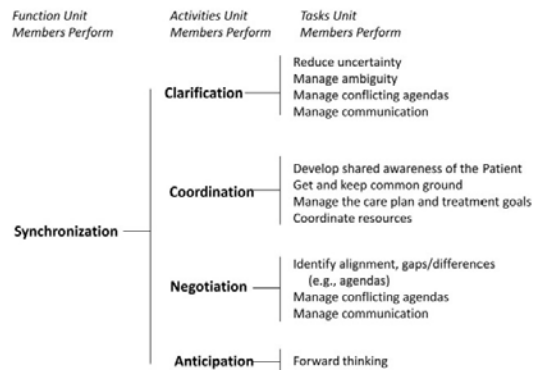 Function Unit
Members Perform
Activities Unit
Members Perform
Tasks Unit
Members Perform
Clarification
Reduce uncertainty
Manage ambiguity
Manage conflicting agendas
Manage communication
Coordination
Develop shared awareness of the Patient
Get and keep common ground
Manage the care plan and treatment goals
Coordinate resources
Synchronization
Negotiation
Identify alignment, gaps/differences
(e.g., agendas)
Manage conflicting agendas
Manage communication
Anticipation
Forward thinking